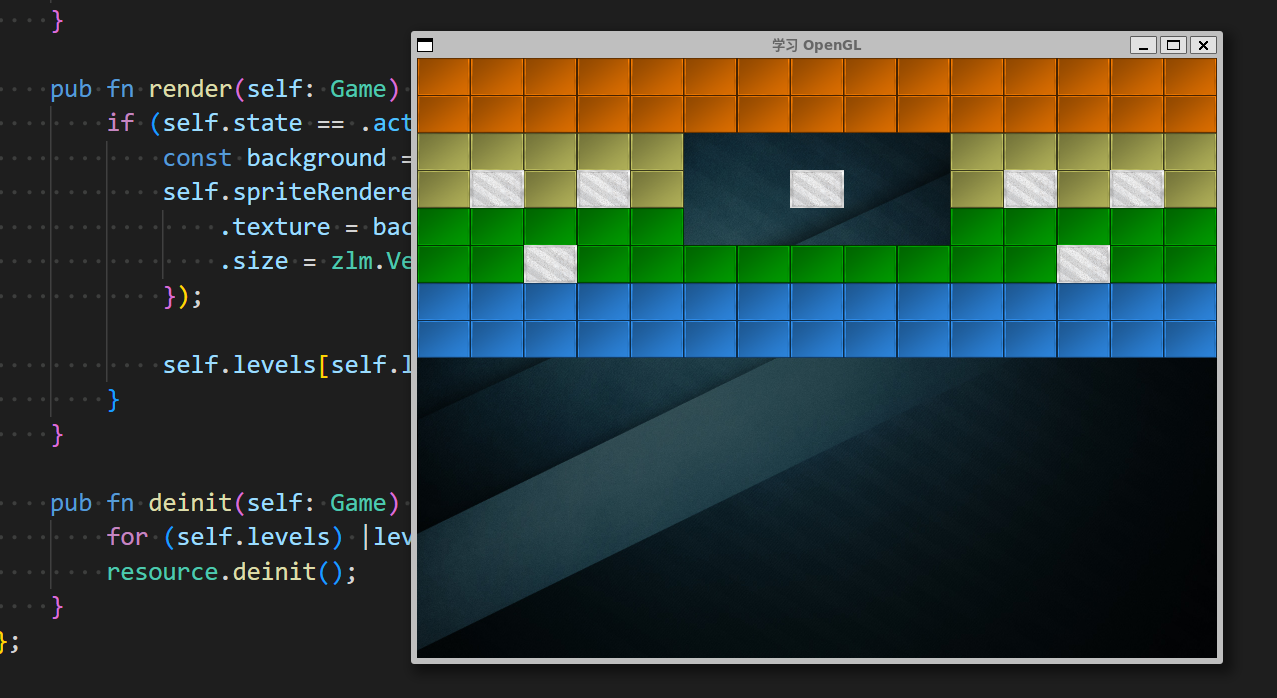 }
pub fn render(self: Game)
if (self.state == .act
const background =
self.spriteRendere
.texture = bac
.size = zlm.Ve
});
self.levels[self.l
}
}
pub fn deinit(self: Game)
for (self.levels) |lev
resource.deinit();
}
};
学习 OpenGL